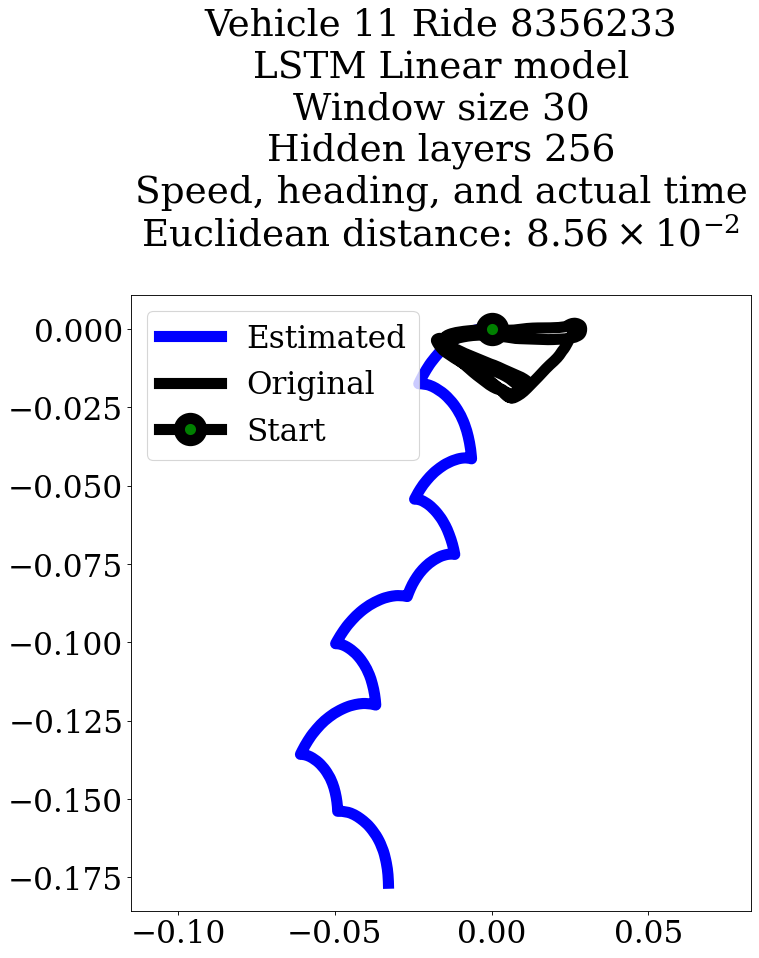 Vehicle 11 Ride 8356233
LSTM Linear model
Window size 30
Hidden layers 256
Speed, heading, and actual time
Euclidean distance: 8.56 × 10⁻²
Estimated
Original
Start
0.000
−0.025
−0.050
−0.075
−0.100
−0.125
−0.150
−0.175
−0.10
−0.05
0.00
0.05